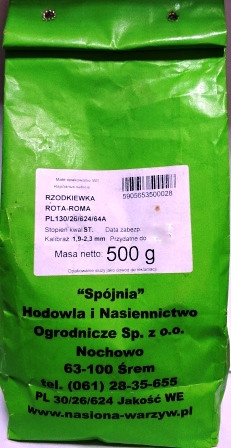 RZODKIEWKA
5905653500028
ROTA-ROMA
PL130/26/624/64A
Stopień kwal ST. Data zabezp
Kalibraż 1,9-2,3 mm Przydatne do
Masa netto: 500 g
"Spójnia"
Hodowla i Nasiennictwo
Ogrodnicze Sp. z o.o.
Nochowo
63-100 Śrem
tel. (061) 28-35-655
PL 30/26/624 Jakość WE
www.nasiona-warzyw.pl